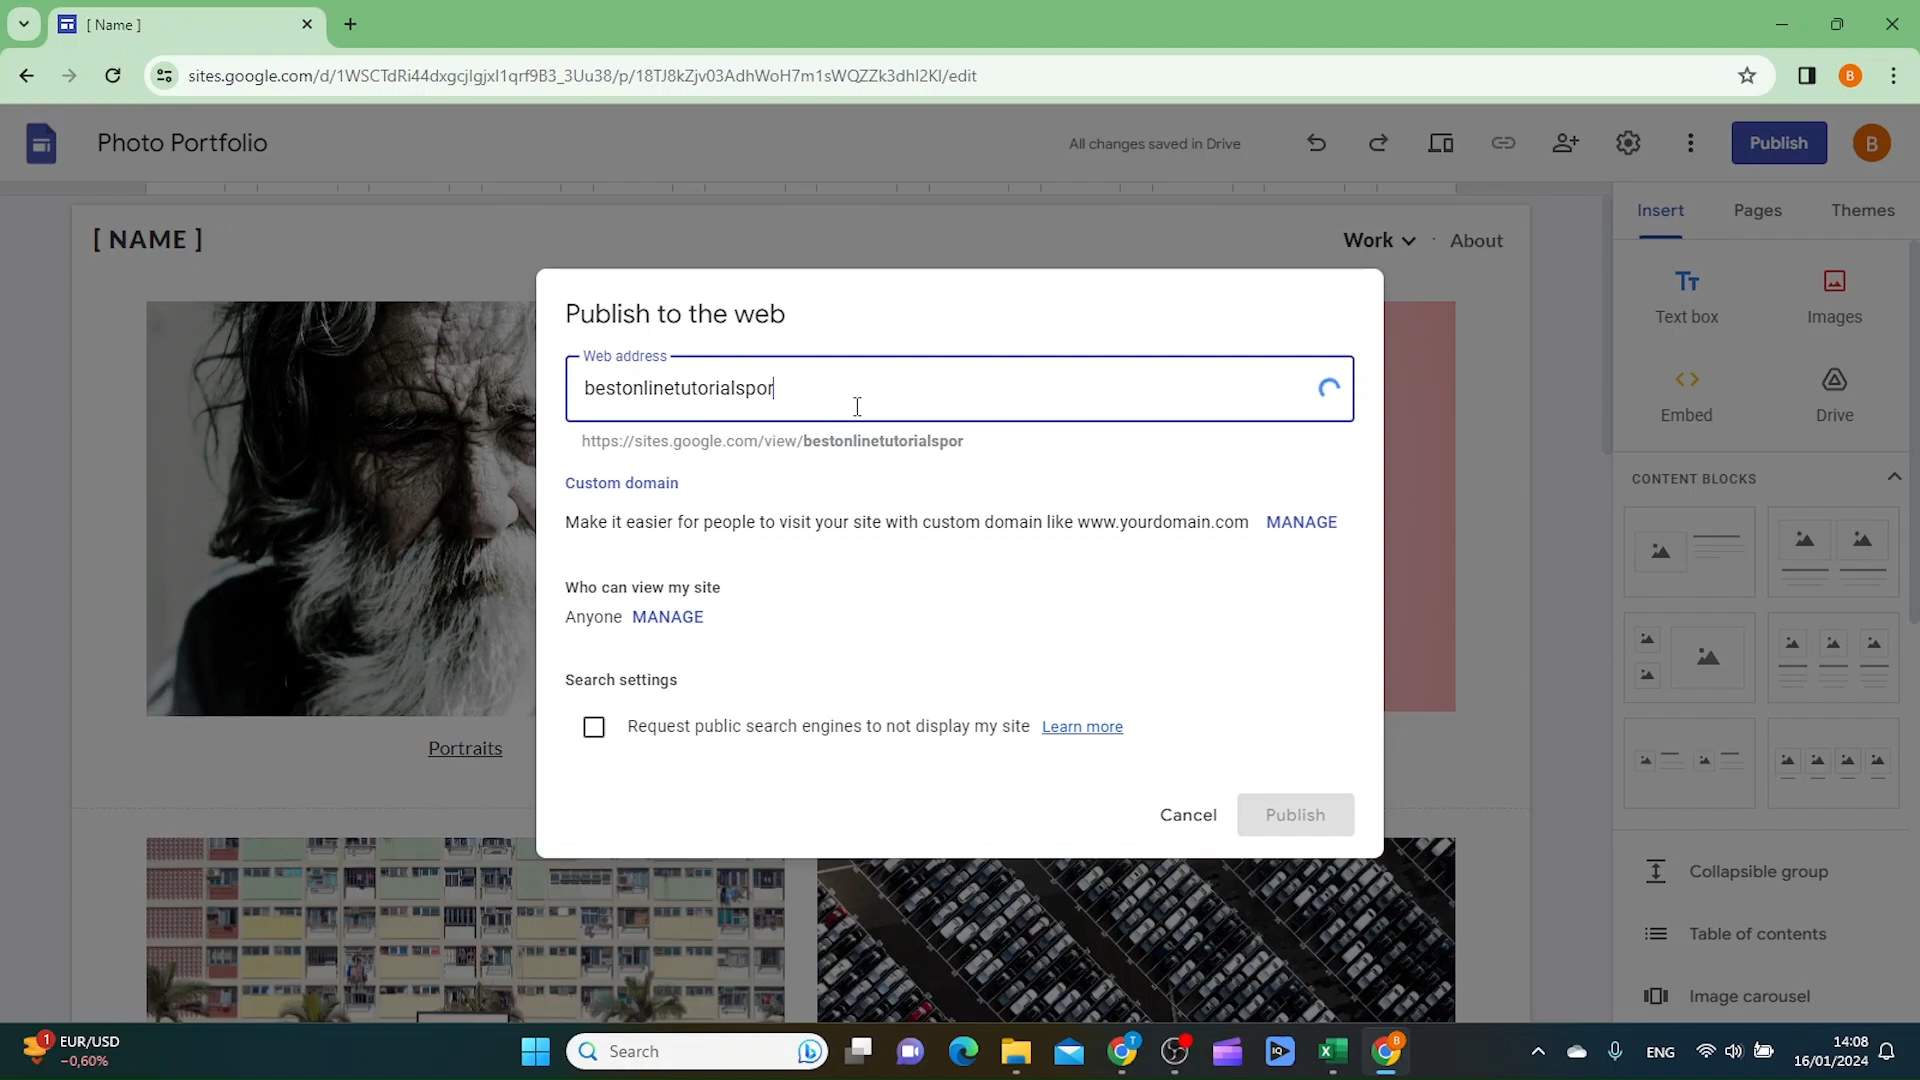 [ Name ]
sites.google.com/d/1WSCTdRi44dxgcjlgjxI1qrf9B3_3Uu38/p/18TJ8kZjv03AdhWoH7m1sWQZZk3dhl2Kl/edit
B
Photo Portfolio
All changes saved in Drive
Publish
B
Insert
Pages
Themes
[ NAME ]
Work
About
Text box
Images
Embed
Drive
CONTENT BLOCKS
Publish to the web
Web address
bestonlinetutorialspor
https://sites.google.com/view/bestonlinetutorialspor
Custom domain
Make it easier for people to visit your site with custom domain like www.yourdomain.com MANAGE
Who can view my site
Anyone MANAGE
Search settings
Request public search engines to not display my site Learn more
Cancel
Publish
Portraits
Collapsible group
Table of contents
Image carousel
1
EUR/USD
−0,60%
Search
T
IQ
B
ENG
14:08
16/01/2024